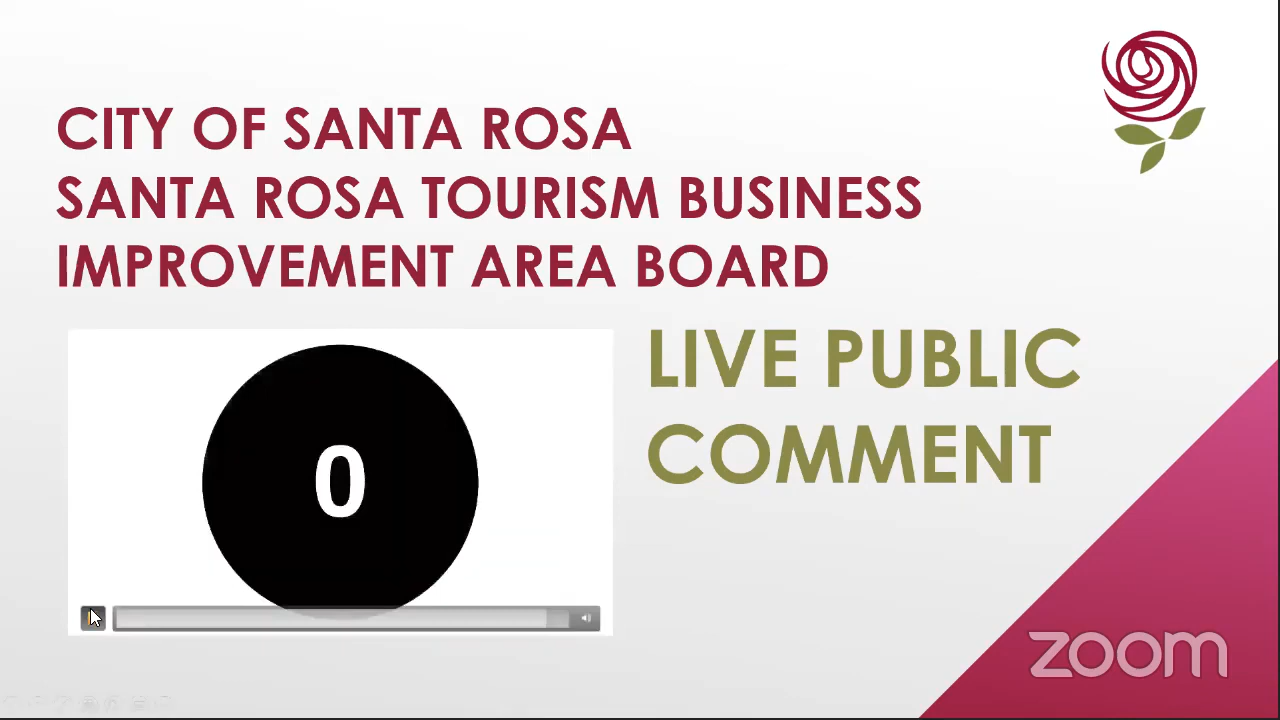 CITY OF SANTA ROSA
SANTA ROSA TOURISM BUSINESS
IMPROVEMENT AREA BOARD
LIVE PUBLIC
COMMENT
0
zoom